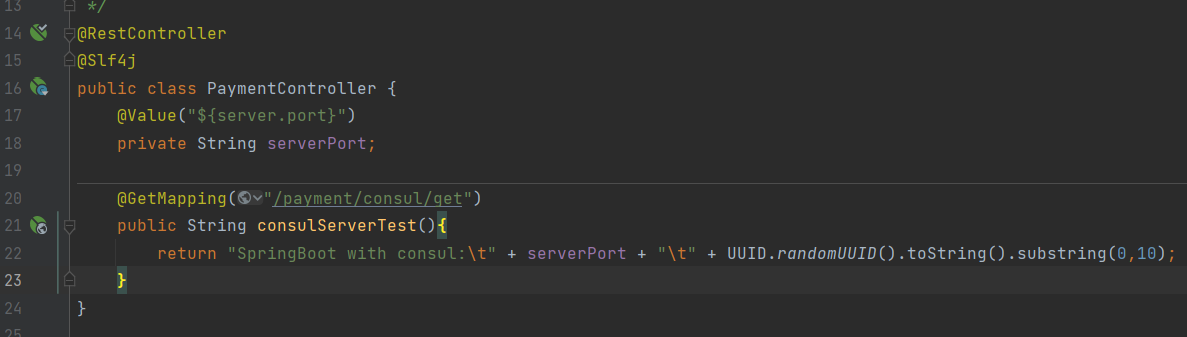 13 */
14 @RestController
15 @Slf4j
16 public class PaymentController {
17 @Value("${server.port}")
18 private String serverPort;
19
20 @GetMapping("/payment/consul/get")
21 public String consulServerTest(){
22 return "SpringBoot with consul:\t" + serverPort + "\t" + UUID.randomUUID().toString().substring(0,10);
23 }
24 }
25